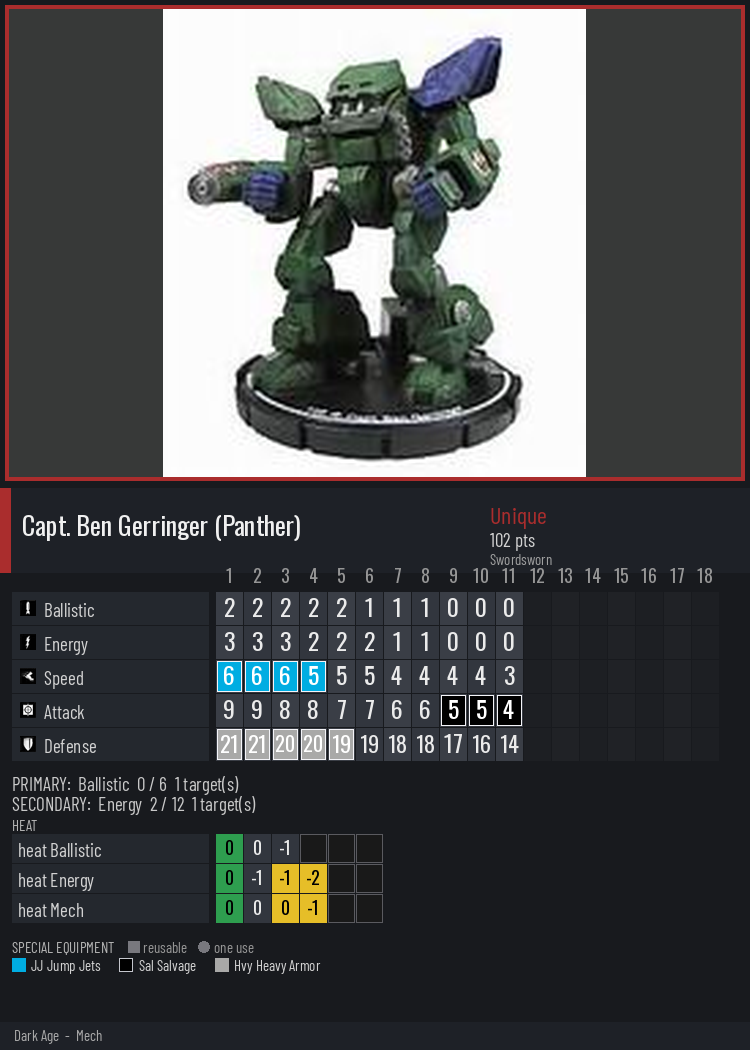 Capt. Ben Gerringer (Panther)
Unique
102 pts
Swordsworn
1 2 3 4 5 6 7 8 9 10 11 12 13 14 15 16 17 18
Ballistic 2 2 2 2 2 1 1 1 0 0 0
Energy 3 3 3 2 2 2 1 1 0 0 0
Speed 6 6 6 5 5 5 4 4 4 4 3
Attack 9 9 8 8 7 7 6 6 5 5 4
Defense 21 21 20 20 19 19 18 18 17 16 14
PRIMARY: Ballistic 0 / 6 1 target(s)
SECONDARY: Energy 2 / 12 1 target(s)
HEAT
heat Ballistic 0 0 -1
heat Energy 0 -1 -1 -2
heat Mech 0 0 0 -1
SPECIAL EQUIPMENT reusable one use
JJ Jump Jets Sal Salvage Hvy Heavy Armor
Dark Age - Mech